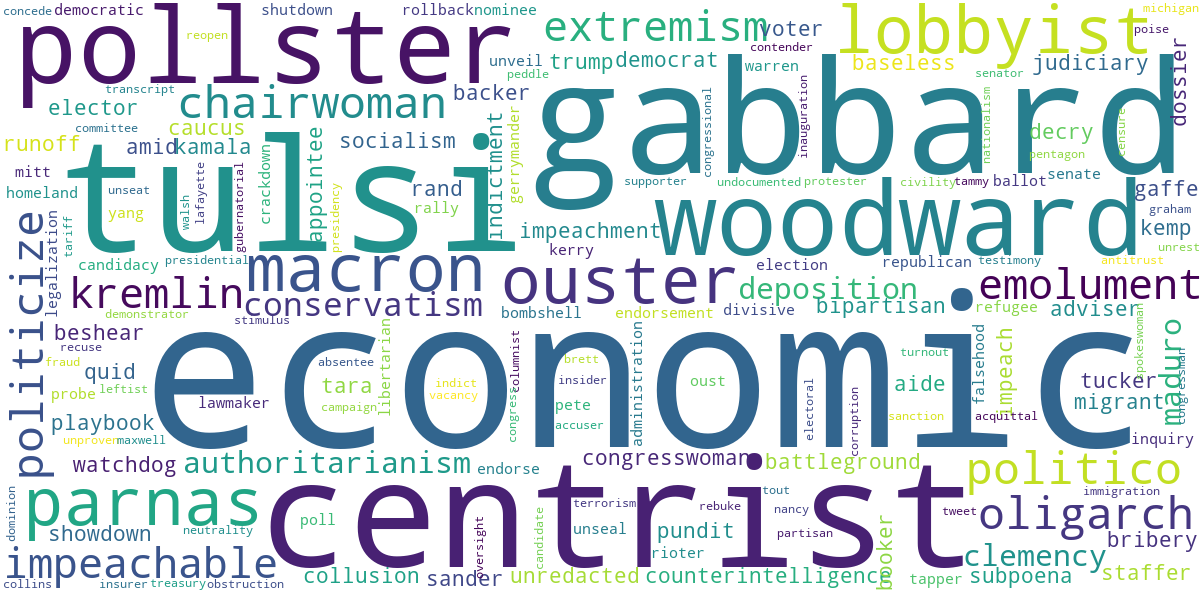 concede
democratic
shutdown
rollback
nominee
michigan
pollster
reopen
extremism
voter
lobbyist
poise
contender
unveil
trump
democrat
warren
baseless
senator
judiciary
dossier
peddle
transcript
elector
chairwoman
backer
gabbard
congressional
inauguration
nationalism
censure
committee
caucus
runoff
amid
kamala
socialism
indictment
gerrymander
decry
pentagon
mitt
tulsi
appointee
crackdown
homeland
unseat
walsh
lafayette
gubernatorial
presidency
rand
rally
supporter
undocumented
protester
civility
tammy
ballot
senate
gaffe
graham
yang
woodward
kemp
impeachment
unrest
politicize
legalization
tariff
candidacy
presidential
macron
kerry
ouster
election
republican
testimony
antitrust
kremlin
conservatism
deposition
emolument
demonstrator
stimulus
bombshell
endorsement
divisive
bipartisan
refugee
adviser
beshear
recuse
economic
absentee
libertarian
columnist
brett
administration
turnout
falsehood
impeach
spokeswoman
maduro
congressman
fraud
quid
probe
leftist
lawmaker
tara
campaign
indict
vacancy
congress
insider
pete
accuser
oust
electoral
corruption
aide
sanction
acquittal
tucker
migrant
playbook
unproven
maxwell
inquiry
watchdog
authoritarianism
endorse
congresswoman
battleground
politico
parnas
centrist
terrorism
tout
rebuke
nancy
immigration
tweet
oligarch
dominion
showdown
neutrality
poll
oversight
candidate
unseal
pundit
partisan
rioter
booker
bribery
impeachable
clemency
collins
insurer
treasury
obstruction
collusion
sander
unredacted
counterintelligence
tapper
subpoena
staffer